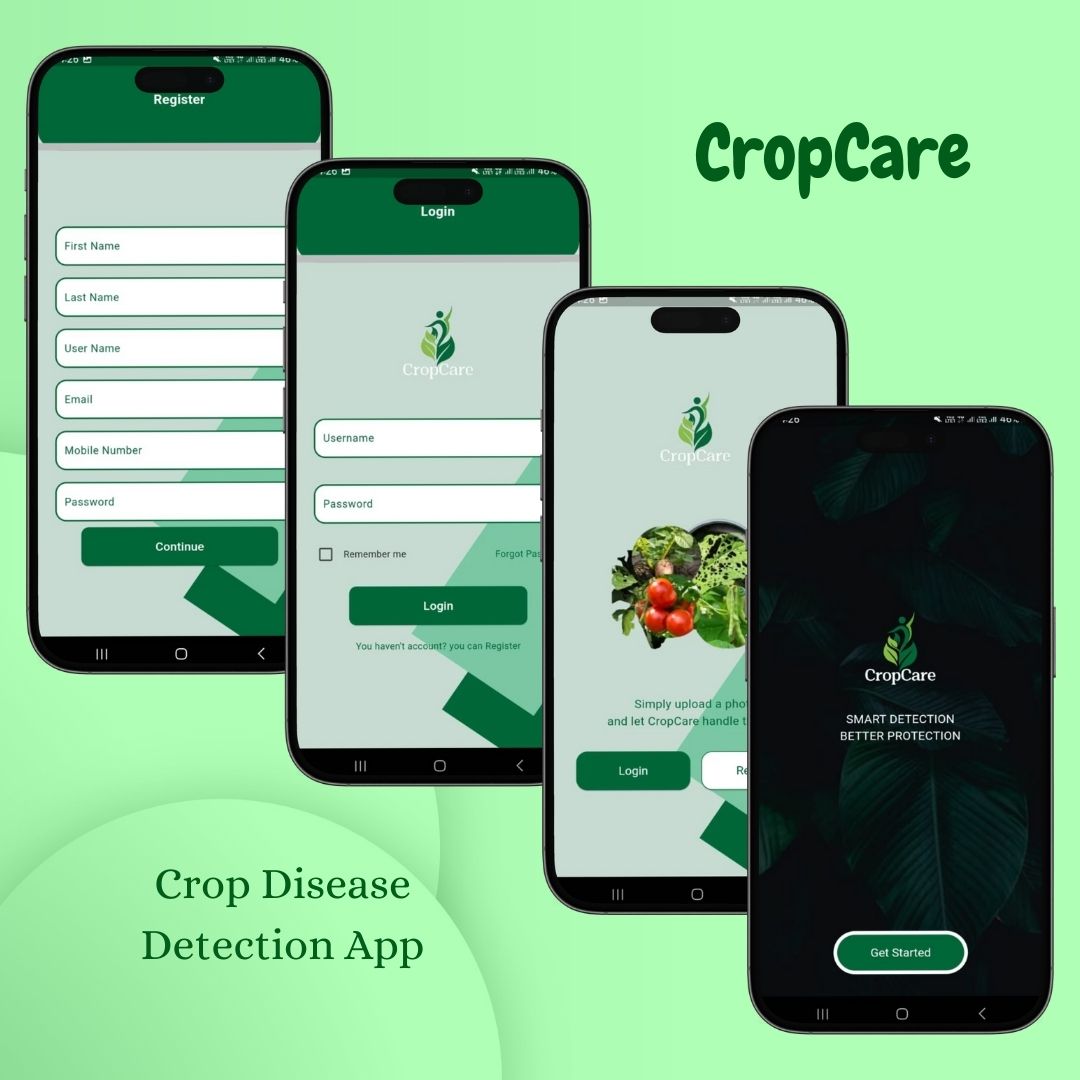 CropCare
Register
First Name
Last Name
User Name
Email
Mobile Number
Password
Continue
Login
CropCare
Username
Password
Remember me
Forgot Pas
Login
You haven't account? you can Register
CropCare
Simply upload a phot
and let CropCare handle t
Login
Re
CropCare
SMART DETECTION
BETTER PROTECTION
Get Started
Crop Disease
Detection App